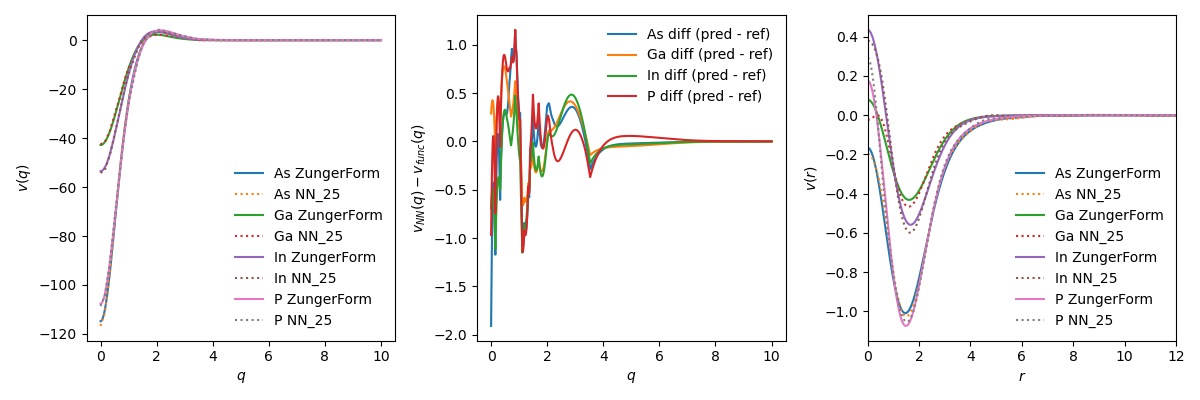 0
−20
−40
−60
−80
−100
−120
v(q)
0
2
4
6
8
10
q
As ZungerForm
As NN_25
Ga ZungerForm
Ga NN_25
In ZungerForm
In NN_25
P ZungerForm
P NN_25
1.0
0.5
0.0
−0.5
−1.0
−1.5
−2.0
v_NN(q) − v_func(q)
0
2
4
6
8
10
q
As diff (pred - ref)
Ga diff (pred - ref)
In diff (pred - ref)
P diff (pred - ref)
0.4
0.2
0.0
−0.2
−0.4
−0.6
−0.8
−1.0
v(r)
0
2
4
6
8
10
12
r
As ZungerForm
As NN_25
Ga ZungerForm
Ga NN_25
In ZungerForm
In NN_25
P ZungerForm
P NN_25